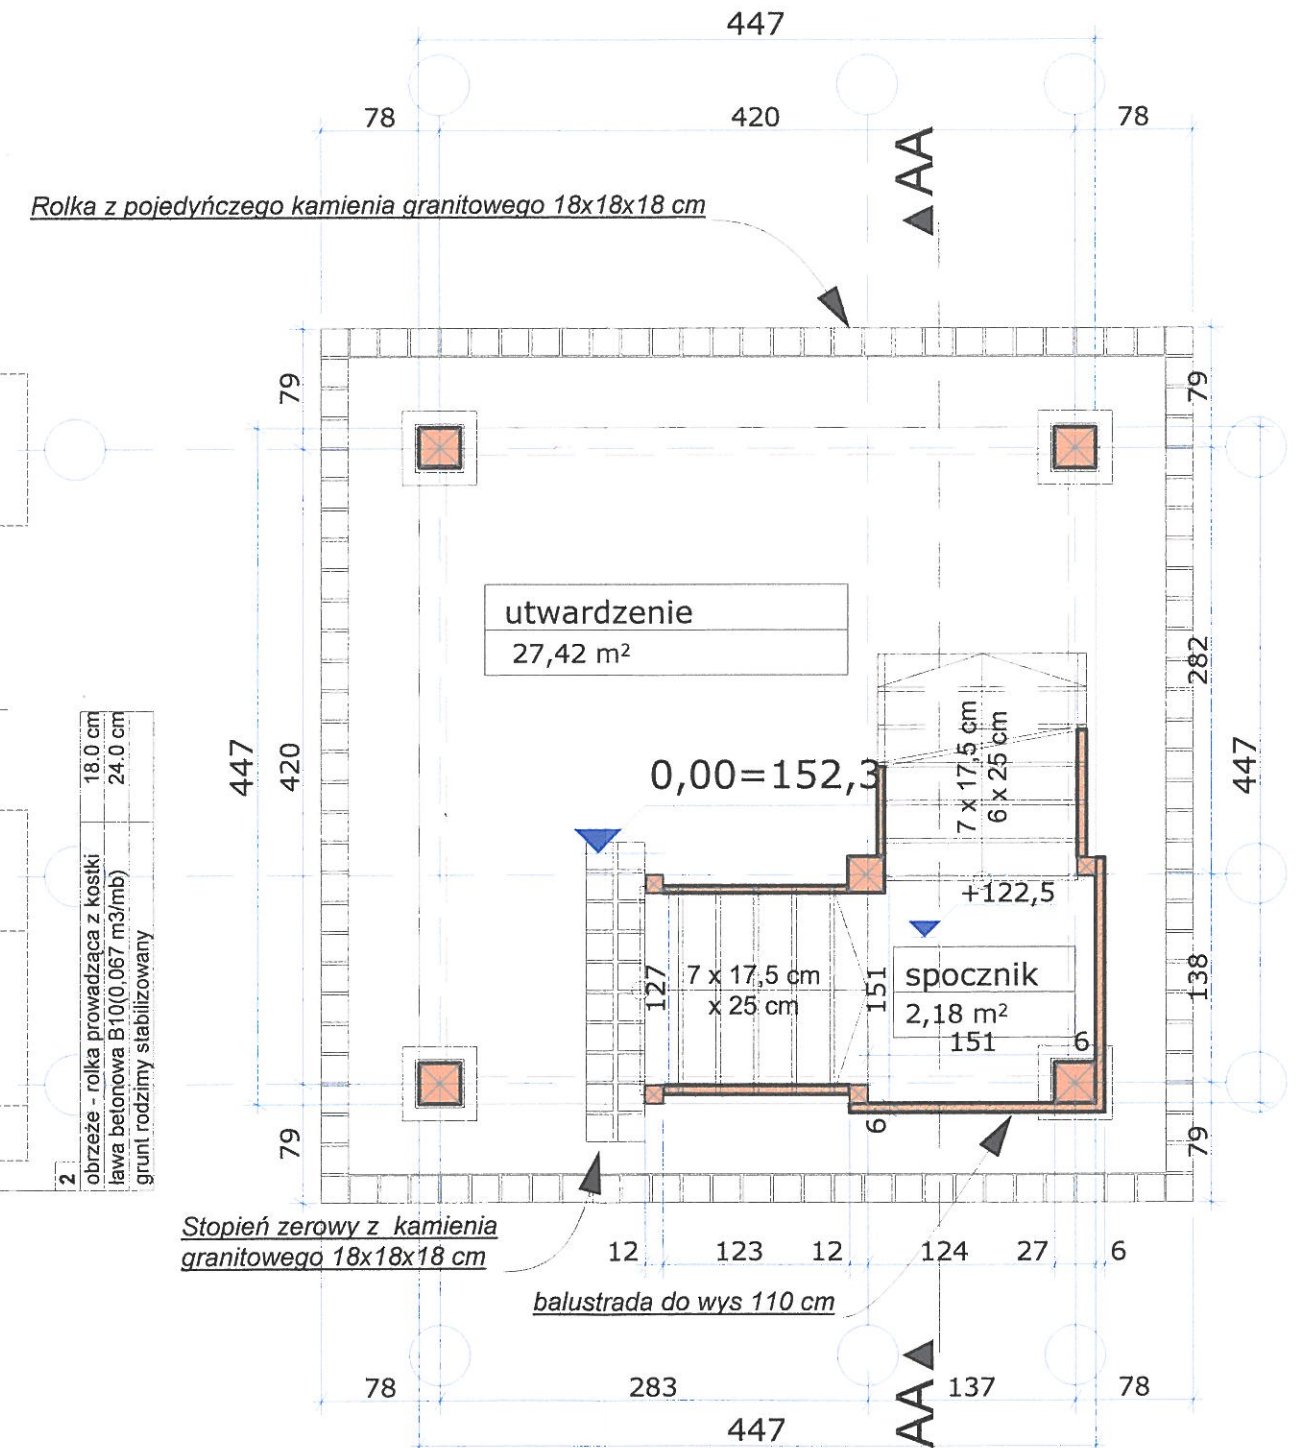 447
78
420
78
AA
Rolka z pojedyńczego kamienia granitowego 18x18x18 cm
79
79
utwardzenie
27,42 m²
282
447
420
447
0,00=152,3
7 x 17,5 cm
6 x 25 cm
+122,5
spocznik
2,18 m²
151
6
127
7 x 17,5 cm
x 25 cm
151
138
6
79
79
2
obrzeże - rolka prowadząca z kostki 18.0 cm
ława betonowa B10(0,067 m3/mb) 24.0 cm
grunt rodzimy stabilizowany
Stopień zerowy z kamienia
granitowego 18x18x18 cm
12
123
12
124
27
6
balustrada do wys 110 cm
78
283
AA
137
78
447